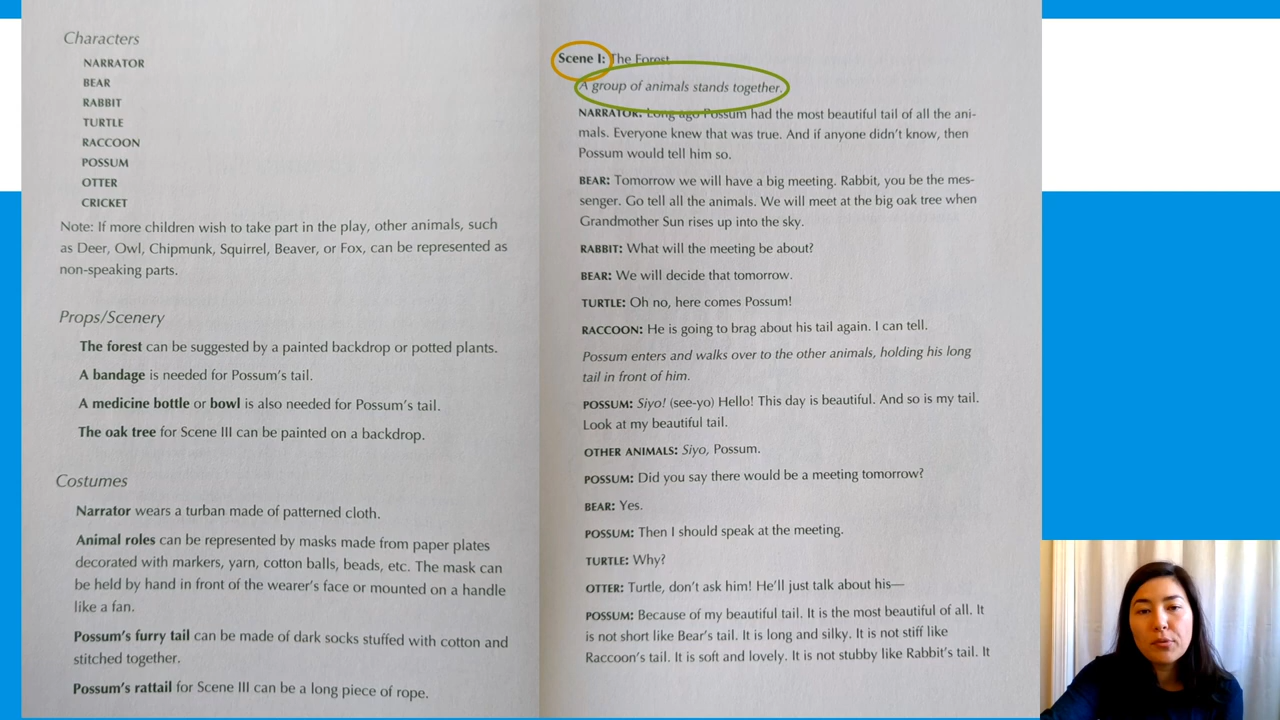 Characters
NARRATOR
BEAR
RABBIT
TURTLE
RACCOON
POSSUM
OTTER
CRICKET
Note: If more children wish to take part in the play, other animals, such
as Deer, Owl, Chipmunk, Squirrel, Beaver, or Fox, can be represented as
non-speaking parts.
Props/Scenery
The forest can be suggested by a painted backdrop or potted plants.
A bandage is needed for Possum's tail.
A medicine bottle or bowl is also needed for Possum's tail.
The oak tree for Scene III can be painted on a backdrop.
Costumes
Narrator wears a turban made of patterned cloth.
Animal roles can be represented by masks made from paper plates
decorated with markers, yarn, cotton balls, beads, etc. The mask can
be held by hand in front of the wearer's face or mounted on a handle
like a fan.
Possum's furry tail can be made of dark socks stuffed with cotton and
stitched together.
Possum's rattail for Scene III can be a long piece of rope.
Scene I: The Forest
A group of animals stands together.
NARRATOR: Long ago Possum had the most beautiful tail of all the ani-
mals. Everyone knew that was true. And if anyone didn't know, then
Possum would tell him so.
BEAR: Tomorrow we will have a big meeting. Rabbit, you be the mes-
senger. Go tell all the animals. We will meet at the big oak tree when
Grandmother Sun rises up into the sky.
RABBIT: What will the meeting be about?
BEAR: We will decide that tomorrow.
TURTLE: Oh no, here comes Possum!
RACCOON: He is going to brag about his tail again. I can tell.
Possum enters and walks over to the other animals, holding his long
tail in front of him.
POSSUM: Siyo! (see-yo) Hello! This day is beautiful. And so is my tail.
Look at my beautiful tail.
OTHER ANIMALS: Siyo, Possum.
POSSUM: Did you say there would be a meeting tomorrow?
BEAR: Yes.
POSSUM: Then I should speak at the meeting.
TURTLE: Why?
OTTER: Turtle, don't ask him! He'll just talk about his—
POSSUM: Because of my beautiful tail. It is the most beautiful of all. It
is not short like Bear's tail. It is long and silky. It is not stiff like
Raccoon's tail. It is soft and lovely. It is not stubby like Rabbit's tail. It